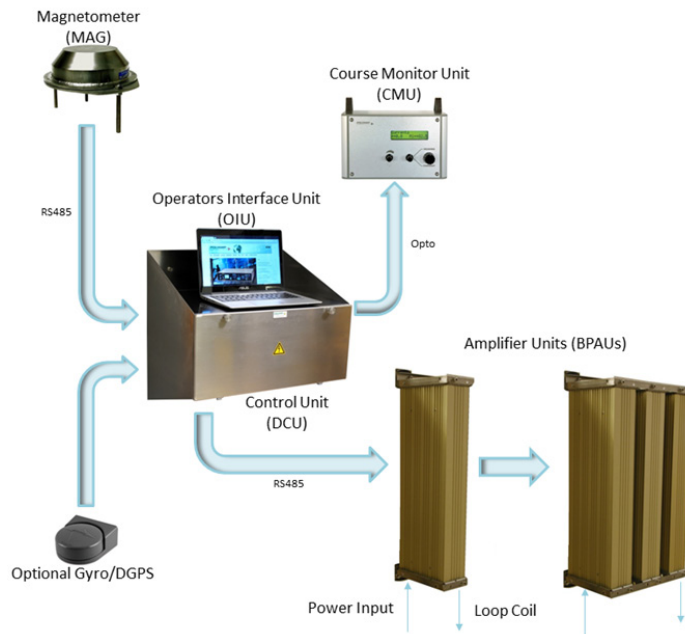 Magnetometer
(MAG)
Course Monitor Unit
(CMU)
RS485
Operators Interface Unit
(OIU)
Opto
Amplifier Units (BPAUs)
Control Unit
(DCU)
RS485
Optional Gyro/DGPS
Power Input
Loop Coil